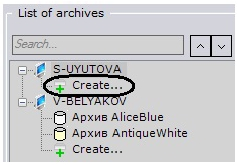 List of archives
Search...
S-UYUTOVA
Create...
V-BELYAKOV
Архив AliceBlue
Архив AntiqueWhite
Create...